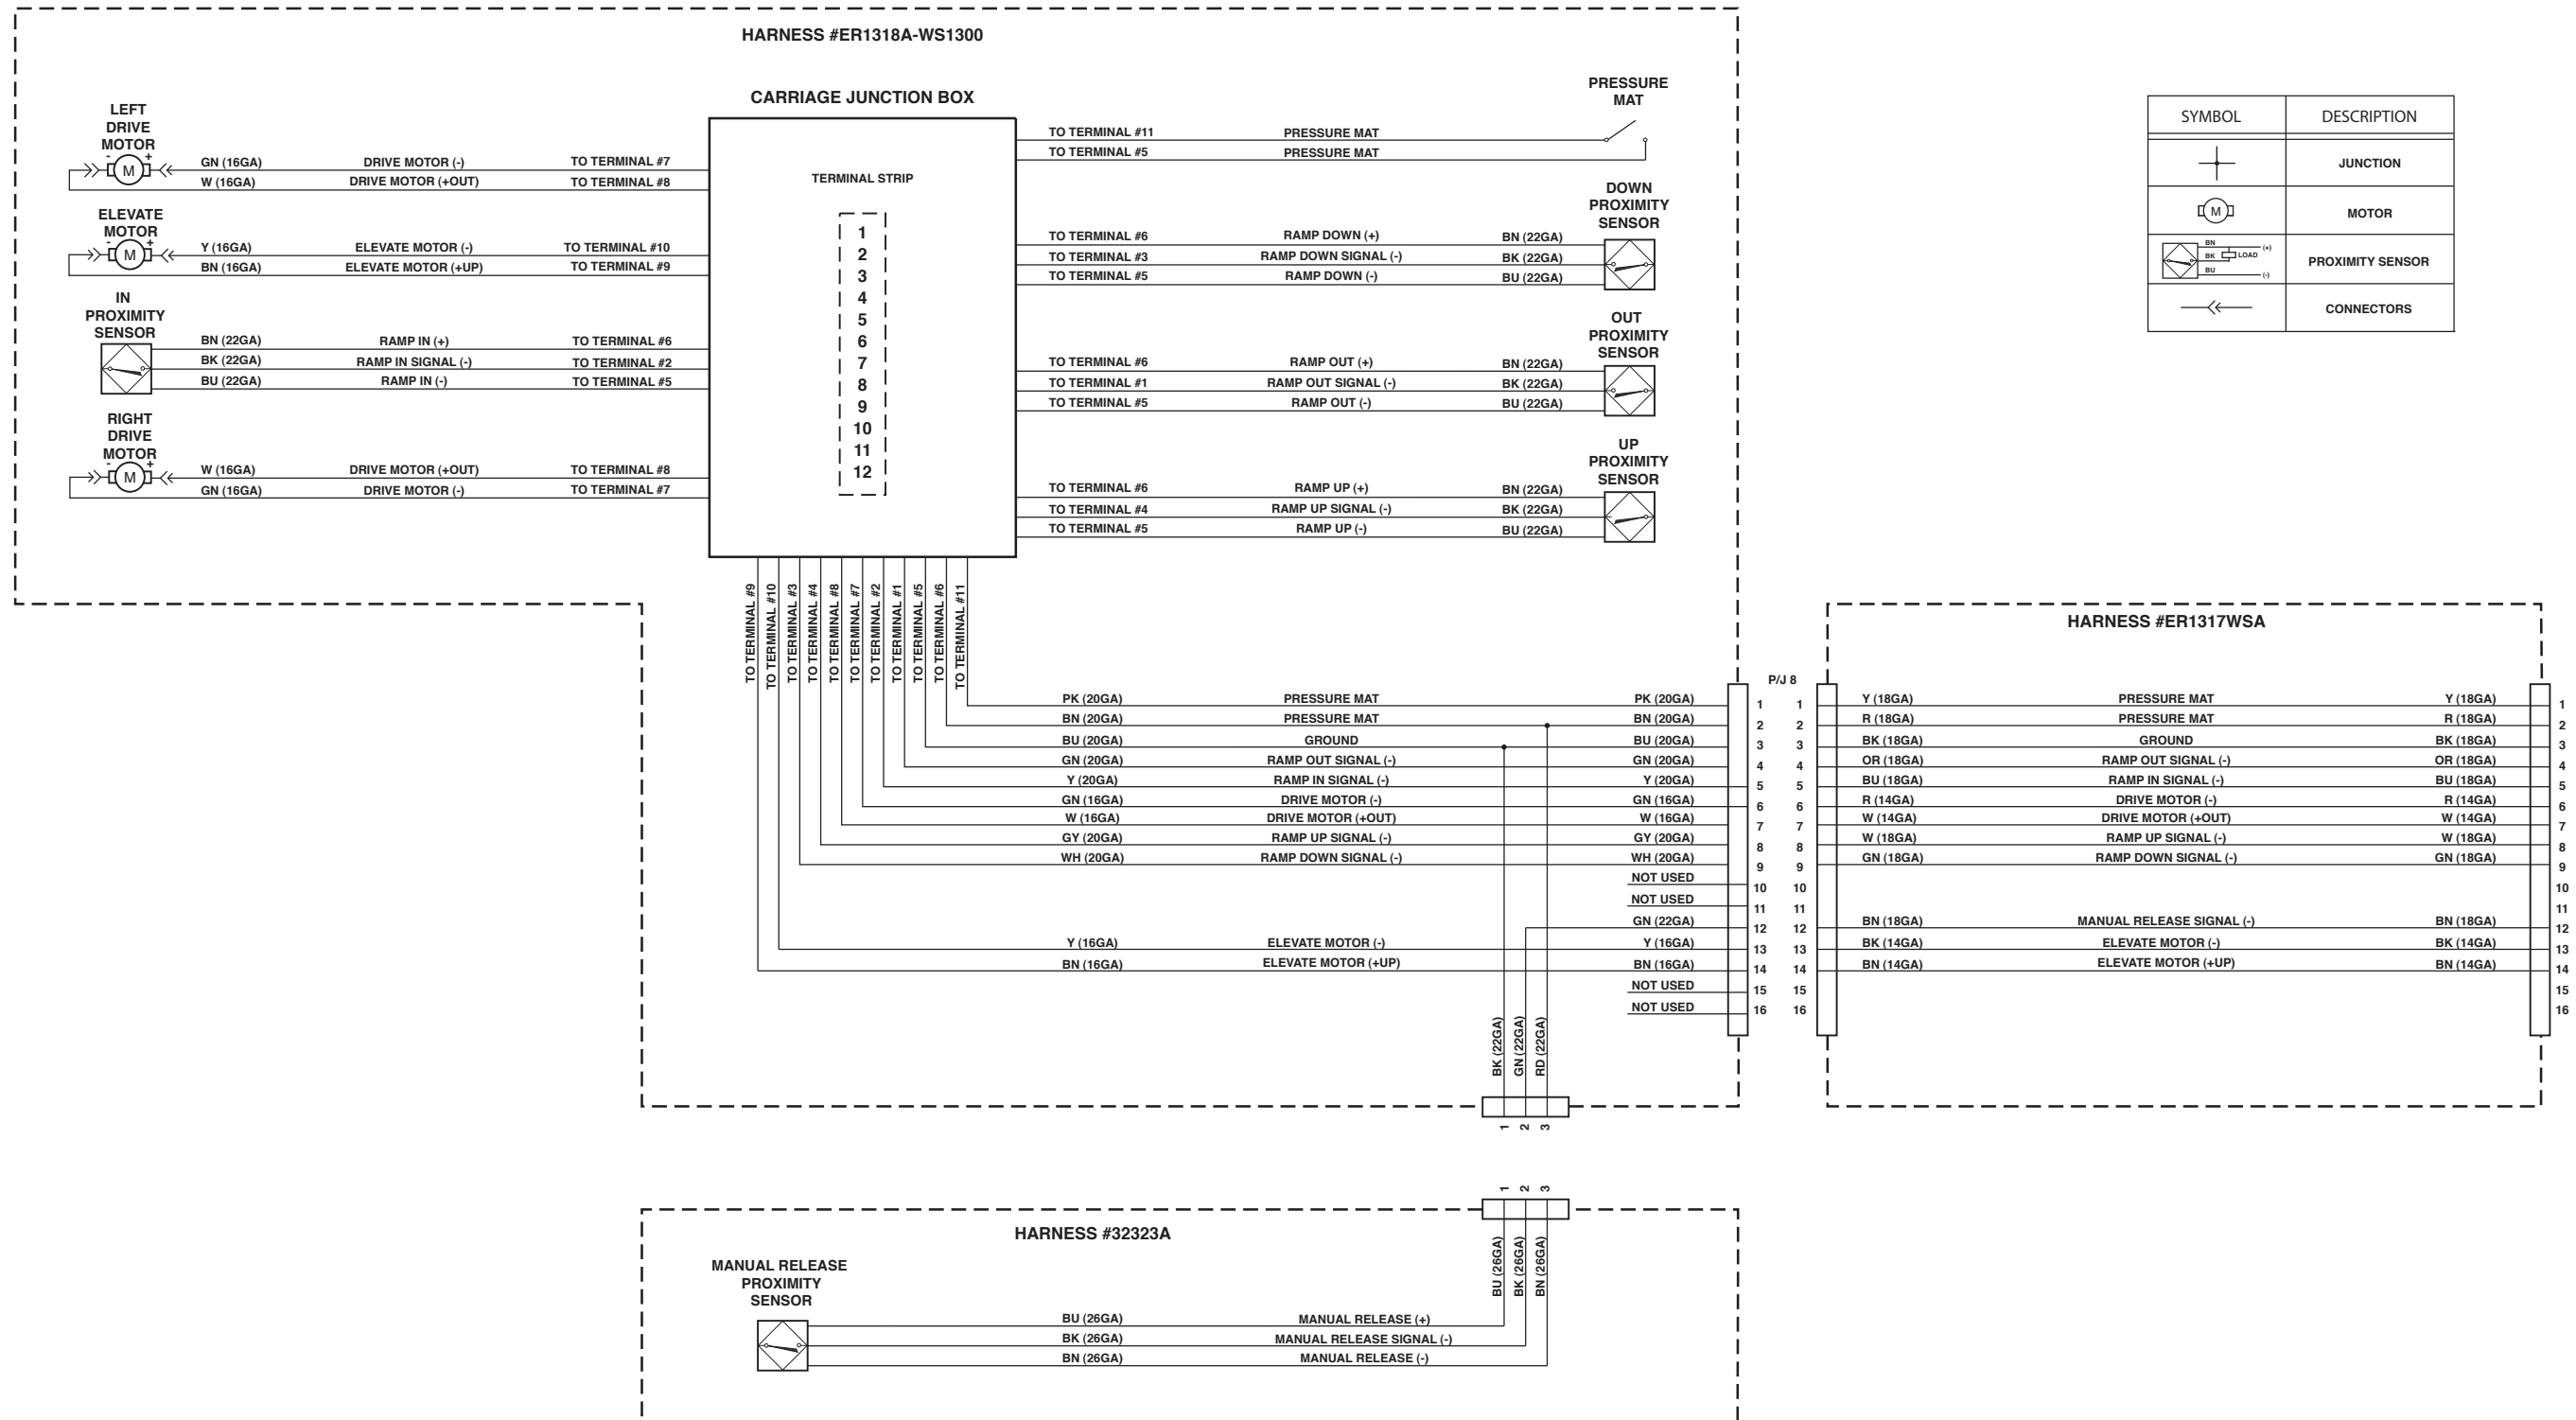 HARNESS #ER1318A-WS1300
CARRIAGE JUNCTION BOX
TERMINAL STRIP
1
2
3
4
5
6
7
8
9
10
11
12
LEFT
DRIVE
MOTOR
- +
M
GN (16GA) DRIVE MOTOR (-) TO TERMINAL #7
W (16GA) DRIVE MOTOR (+OUT) TO TERMINAL #8
ELEVATE
MOTOR
- +
M
Y (16GA) ELEVATE MOTOR (-) TO TERMINAL #10
BN (16GA) ELEVATE MOTOR (+UP) TO TERMINAL #9
IN
PROXIMITY
SENSOR
BN (22GA) RAMP IN (+) TO TERMINAL #6
BK (22GA) RAMP IN SIGNAL (-) TO TERMINAL #2
BU (22GA) RAMP IN (-) TO TERMINAL #5
RIGHT
DRIVE
MOTOR
- +
M
W (16GA) DRIVE MOTOR (+OUT) TO TERMINAL #8
GN (16GA) DRIVE MOTOR (-) TO TERMINAL #7
PRESSURE
MAT
TO TERMINAL #11 PRESSURE MAT
TO TERMINAL #5 PRESSURE MAT
DOWN
PROXIMITY
SENSOR
TO TERMINAL #6 RAMP DOWN (+) BN (22GA)
TO TERMINAL #3 RAMP DOWN SIGNAL (-) BK (22GA)
TO TERMINAL #5 RAMP DOWN (-) BU (22GA)
OUT
PROXIMITY
SENSOR
TO TERMINAL #6 RAMP OUT (+) BN (22GA)
TO TERMINAL #1 RAMP OUT SIGNAL (-) BK (22GA)
TO TERMINAL #5 RAMP OUT (-) BU (22GA)
UP
PROXIMITY
SENSOR
TO TERMINAL #6 RAMP UP (+) BN (22GA)
TO TERMINAL #4 RAMP UP SIGNAL (-) BK (22GA)
TO TERMINAL #5 RAMP UP (-) BU (22GA)
SYMBOL DESCRIPTION
JUNCTION
M MOTOR
BN (+)
BK LOAD
BU (-)
PROXIMITY SENSOR
CONNECTORS
TO TERMINAL #9
TO TERMINAL #10
TO TERMINAL #3
TO TERMINAL #4
TO TERMINAL #8
TO TERMINAL #7
TO TERMINAL #2
TO TERMINAL #1
TO TERMINAL #5
TO TERMINAL #6
TO TERMINAL #11
PK (20GA) PRESSURE MAT PK (20GA) 1
BN (20GA) PRESSURE MAT BN (20GA) 2
BU (20GA) GROUND BU (20GA) 3
GN (20GA) RAMP OUT SIGNAL (-) GN (20GA) 4
Y (20GA) RAMP IN SIGNAL (-) Y (20GA) 5
GN (16GA) DRIVE MOTOR (-) GN (16GA) 6
W (16GA) DRIVE MOTOR (+OUT) W (16GA) 7
GY (20GA) RAMP UP SIGNAL (-) GY (20GA) 8
WH (20GA) RAMP DOWN SIGNAL (-) WH (20GA) 9
NOT USED 10
NOT USED 11
GN (22GA) 12
Y (16GA) ELEVATE MOTOR (-) Y (16GA) 13
BN (16GA) ELEVATE MOTOR (+UP) BN (16GA) 14
NOT USED 15
NOT USED 16
BK (22GA)
GN (22GA)
RD (22GA)
1
2
3
P/J 8
HARNESS #ER1317WSA
1 Y (18GA) PRESSURE MAT Y (18GA) 1
2 R (18GA) PRESSURE MAT R (18GA) 2
3 BK (18GA) GROUND BK (18GA) 3
4 OR (18GA) RAMP OUT SIGNAL (-) OR (18GA) 4
5 BU (18GA) RAMP IN SIGNAL (-) BU (18GA) 5
6 R (14GA) DRIVE MOTOR (-) R (14GA) 6
7 W (14GA) DRIVE MOTOR (+OUT) W (14GA) 7
8 W (18GA) RAMP UP SIGNAL (-) W (18GA) 8
9 GN (18GA) RAMP DOWN SIGNAL (-) GN (18GA) 9
10 10
11 11
12 BN (18GA) MANUAL RELEASE SIGNAL (-) BN (18GA) 12
13 BK (14GA) ELEVATE MOTOR (-) BK (14GA) 13
14 BN (14GA) ELEVATE MOTOR (+UP) BN (14GA) 14
15 15
16 16
1
2
3
HARNESS #32323A
BU (26GA)
BK (26GA)
BN (26GA)
MANUAL RELEASE
PROXIMITY
SENSOR
BU (26GA) MANUAL RELEASE (+)
BK (26GA) MANUAL RELEASE SIGNAL (-)
BN (26GA) MANUAL RELEASE (-)